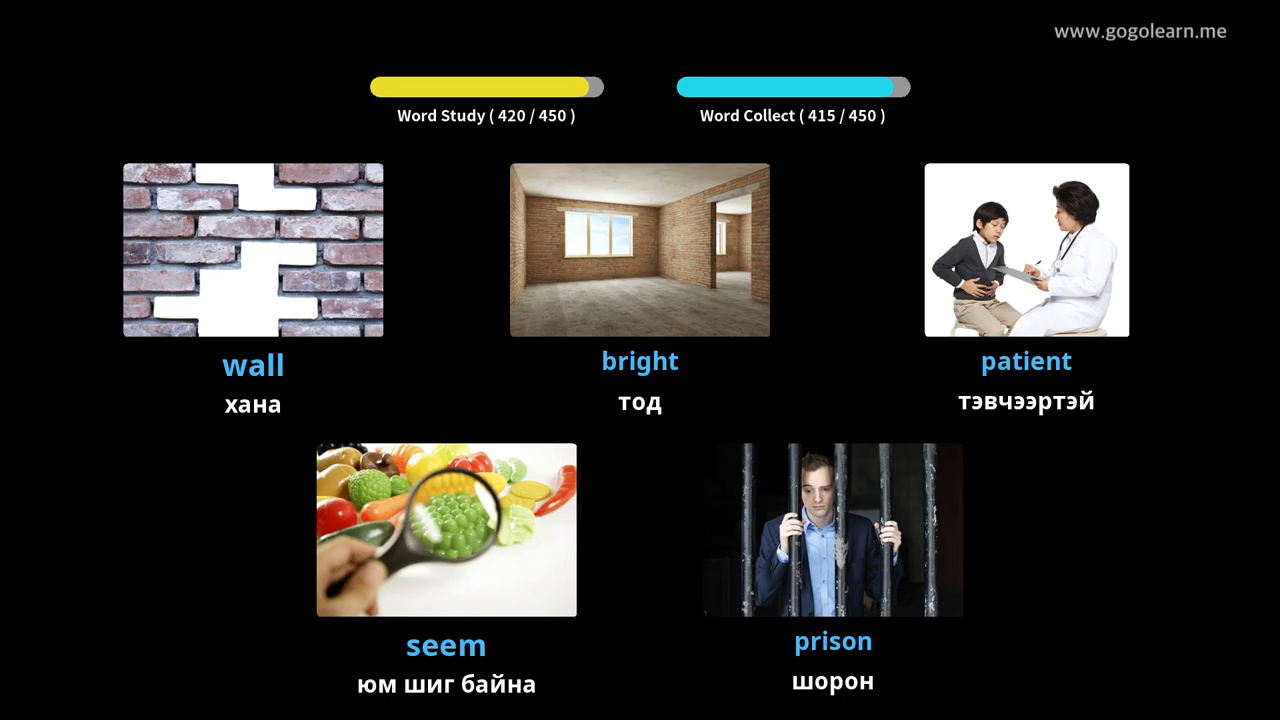 www.gogolearn.me
Word Study ( 420 / 450 )
Word Collect ( 415 / 450 )
wall
хана
bright
тод
patient
тэвчээртэй
seem
юм шиг байна
prison
шорон